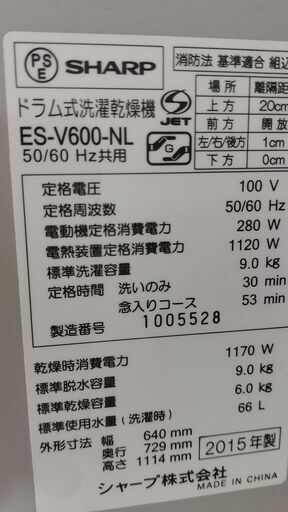 PS E SHARP
消防法 基準適合 組込
ドラム式洗濯乾燥機
ES-V600-NL
50/60 Hz共用
JET
G
場所 離隔距
上方 20cm
前方 開放
左/右/後方 1cm
下方 0cm
定格電圧 100 V
定格周波数 50/60 Hz
電動機定格消費電力 280 W
電熱装置定格消費電力 1120 W
標準洗濯容量 9.0 kg
定格時間 洗いのみ 30 min
念入りコース 53 min
製造番号 1005528
乾燥時消費電力 1170 W
標準脱水容量 9.0 kg
標準乾燥容量 6.0 kg
標準使用水量(洗濯時) 66 L
外形寸法 幅 640 mm
奥行 729 mm
高さ 1114 mm
2015年製
シャープ株式会社
MADE IN CHINA